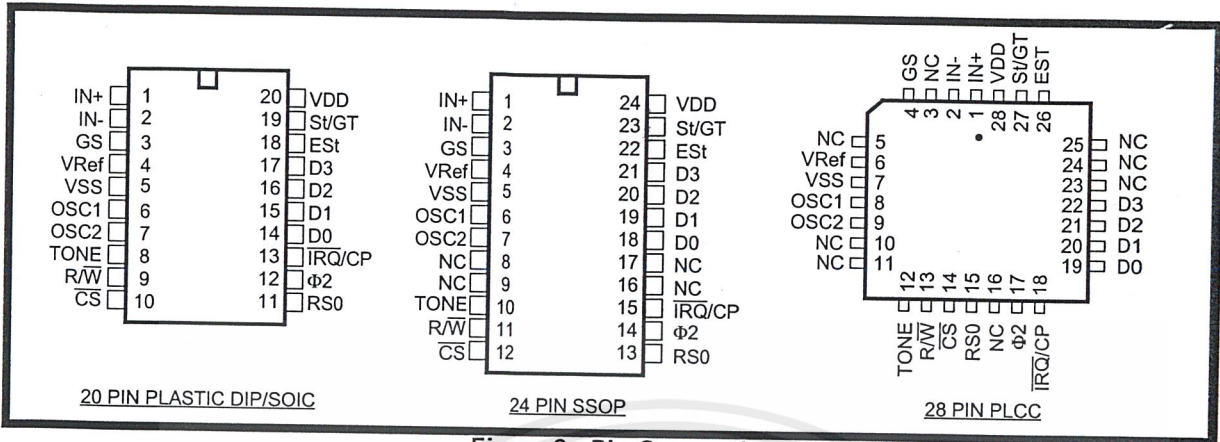 IN+ 1 20 VDD
IN- 2 19 St/GT
GS 3 18 ESt
VRef 4 17 D3
VSS 5 16 D2
OSC1 6 15 D1
OSC2 7 14 D0
TONE 8 13 IRQ/CP
R/W 9 12 Φ2
CS 10 11 RS0
20 PIN PLASTIC DIP/SOIC
IN+ 1 24 VDD
IN- 2 23 St/GT
GS 3 22 ESt
VRef 4 21 D3
VSS 5 20 D2
OSC1 6 19 D1
OSC2 7 18 D0
NC 8 17 NC
NC 9 16 NC
TONE 10 15 IRQ/CP
R/W 11 14 Φ2
CS 12 13 RS0
24 PIN SSOP
GS NC IN- IN+ VDD St/GT EST
4 3 2 1 28 27 26
NC 5 25 NC
VRef 6 24 NC
VSS 7 23 NC
OSC1 8 22 D3
OSC2 9 21 D2
NC 10 20 D1
NC 11 19 D0
12 13 14 15 16 17 18
TONE R/W CS RS0 NC Φ2 IRQ/CP
28 PIN PLCC